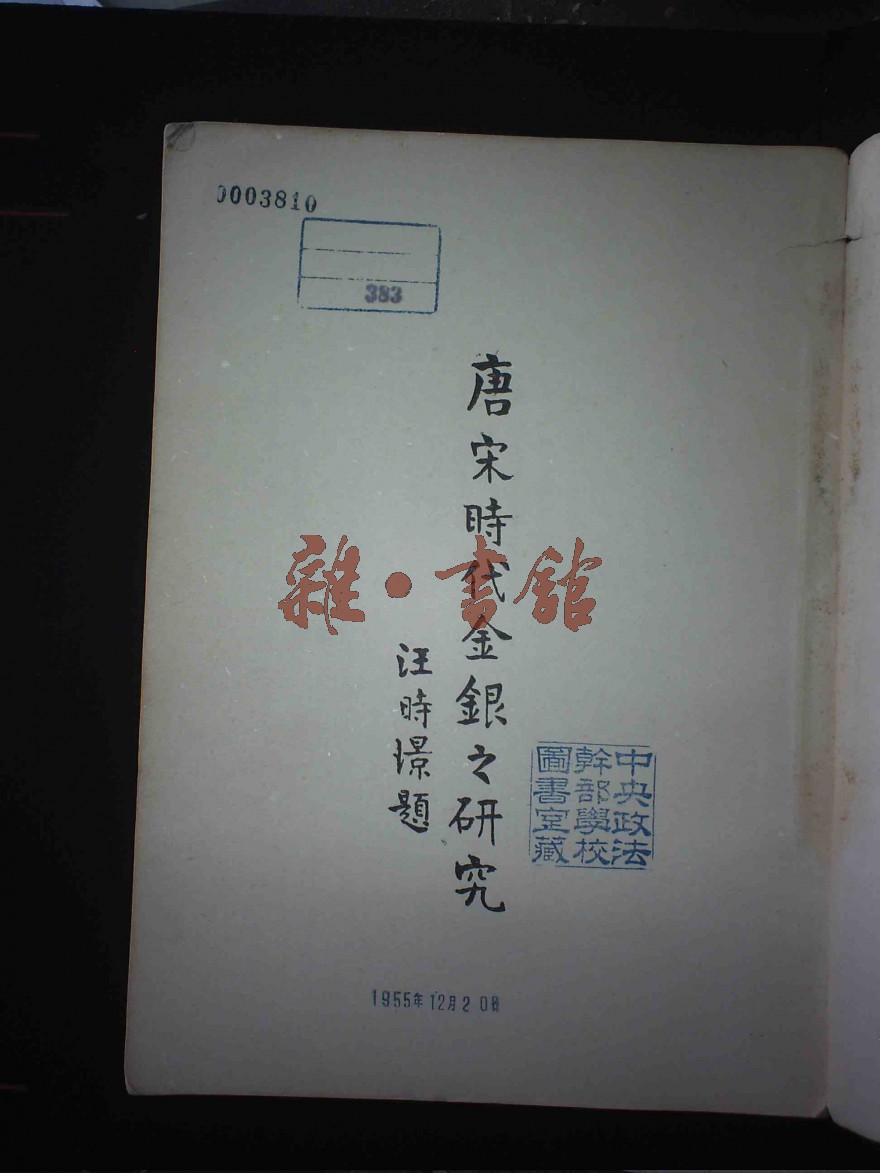 0003810
383
唐宋時代金銀之研究
汪時璟題
雜·書館
中央政法
幹部學校
圖書室藏
1955年12月20日